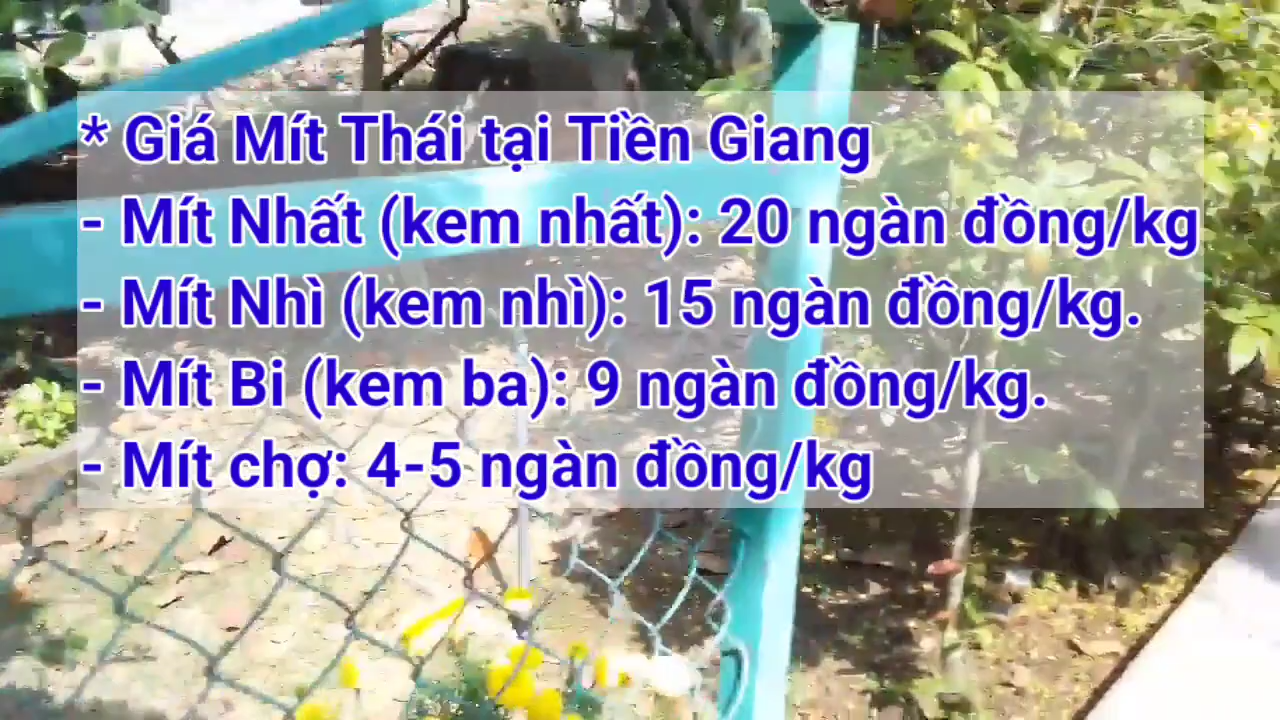 * Giá Mít Thái tại Tiền Giang
- Mít Nhất (kem nhất): 20 ngàn đồng/kg
- Mít Nhì (kem nhì): 15 ngàn đồng/kg.
- Mít Bi (kem ba): 9 ngàn đồng/kg.
- Mít chợ: 4-5 ngàn đồng/kg